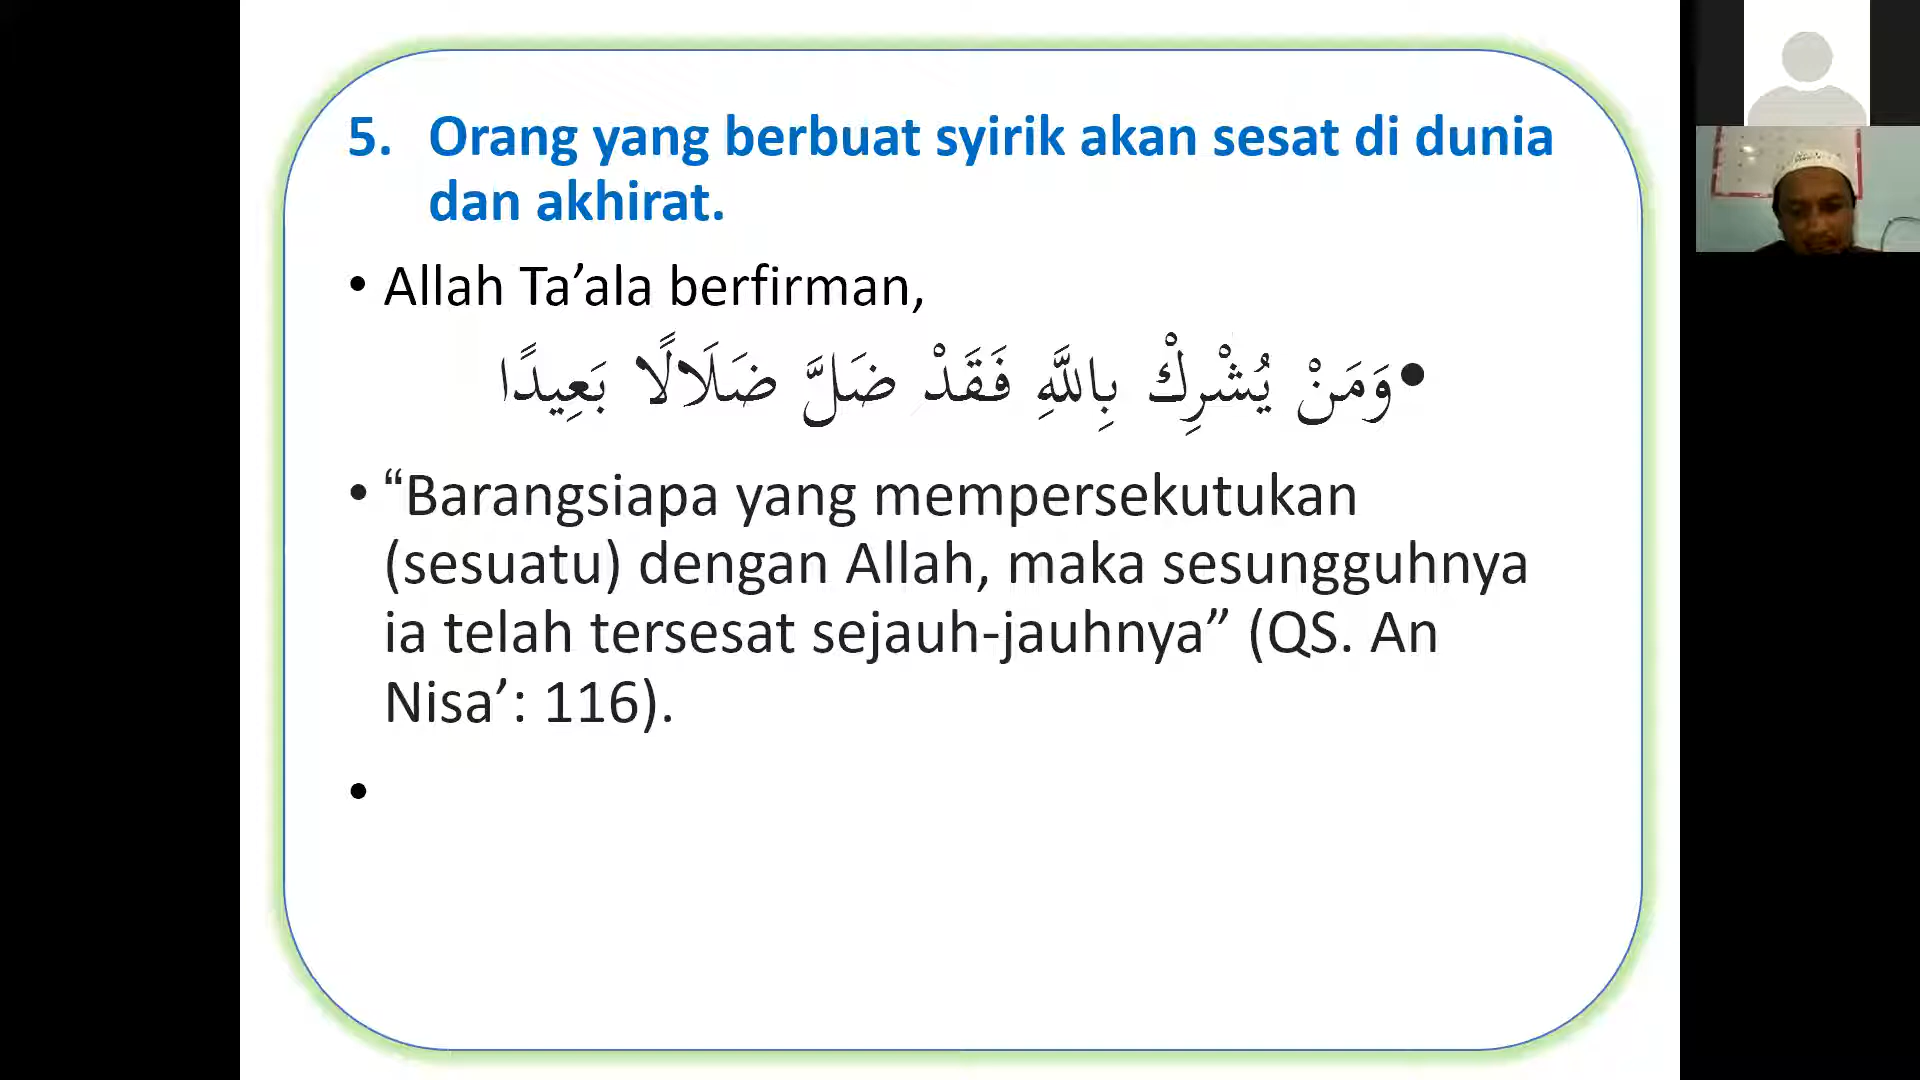 5. Orang yang berbuat syirik akan sesat di dunia
dan akhirat.
• Allah Ta’ala berfirman,
•وَمَنْ يُشْرِكْ بِاللَّهِ فَقَدْ ضَلَّ ضَلَالًا بَعِيدًا
• “Barangsiapa yang mempersekutukan
(sesuatu) dengan Allah, maka sesungguhnya
ia telah tersesat sejauh-jauhnya” (QS. An
Nisa’: 116).
•